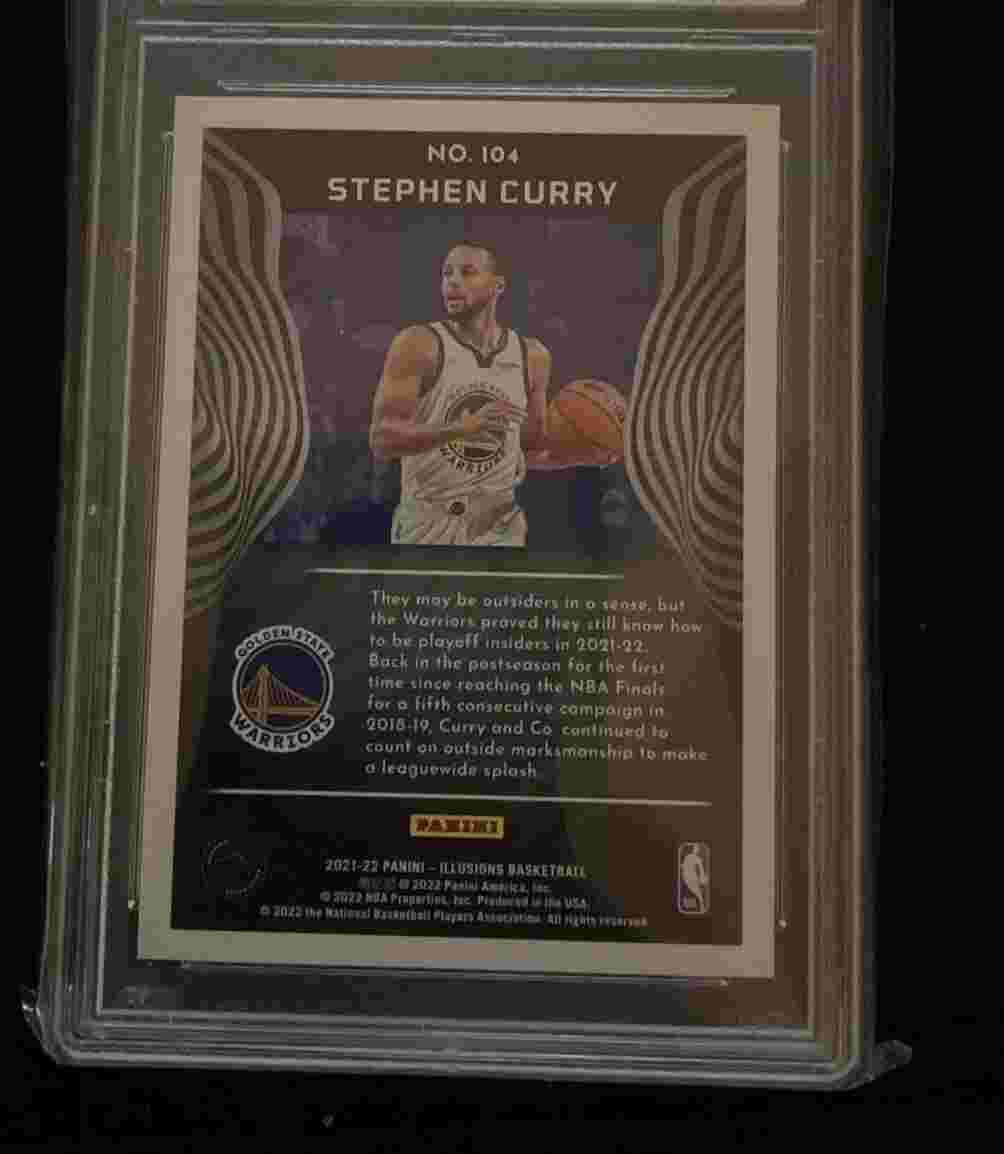 NO. 104
STEPHEN CURRY
They may be outsiders in a sense, but
the Warriors proved they still know how
to be playoff insiders in 2021-22.
Back in the postseason for the first
time since reaching the NBA Finals
for a fifth consecutive campaign in
2018-19, Curry and Co. continued to
count on outside marksmanship to make
a leaguewide splash.
GOLDEN STATE
WARRIORS
PANINI
2021-22 PANINI – ILLUSIONS BASKETBALL
© 2022 Panini America, Inc.
© 2022 NBA Properties, Inc. Produced in the USA.
© 2022 the National Basketball Players Association. All rights reserved.
WARRIORS